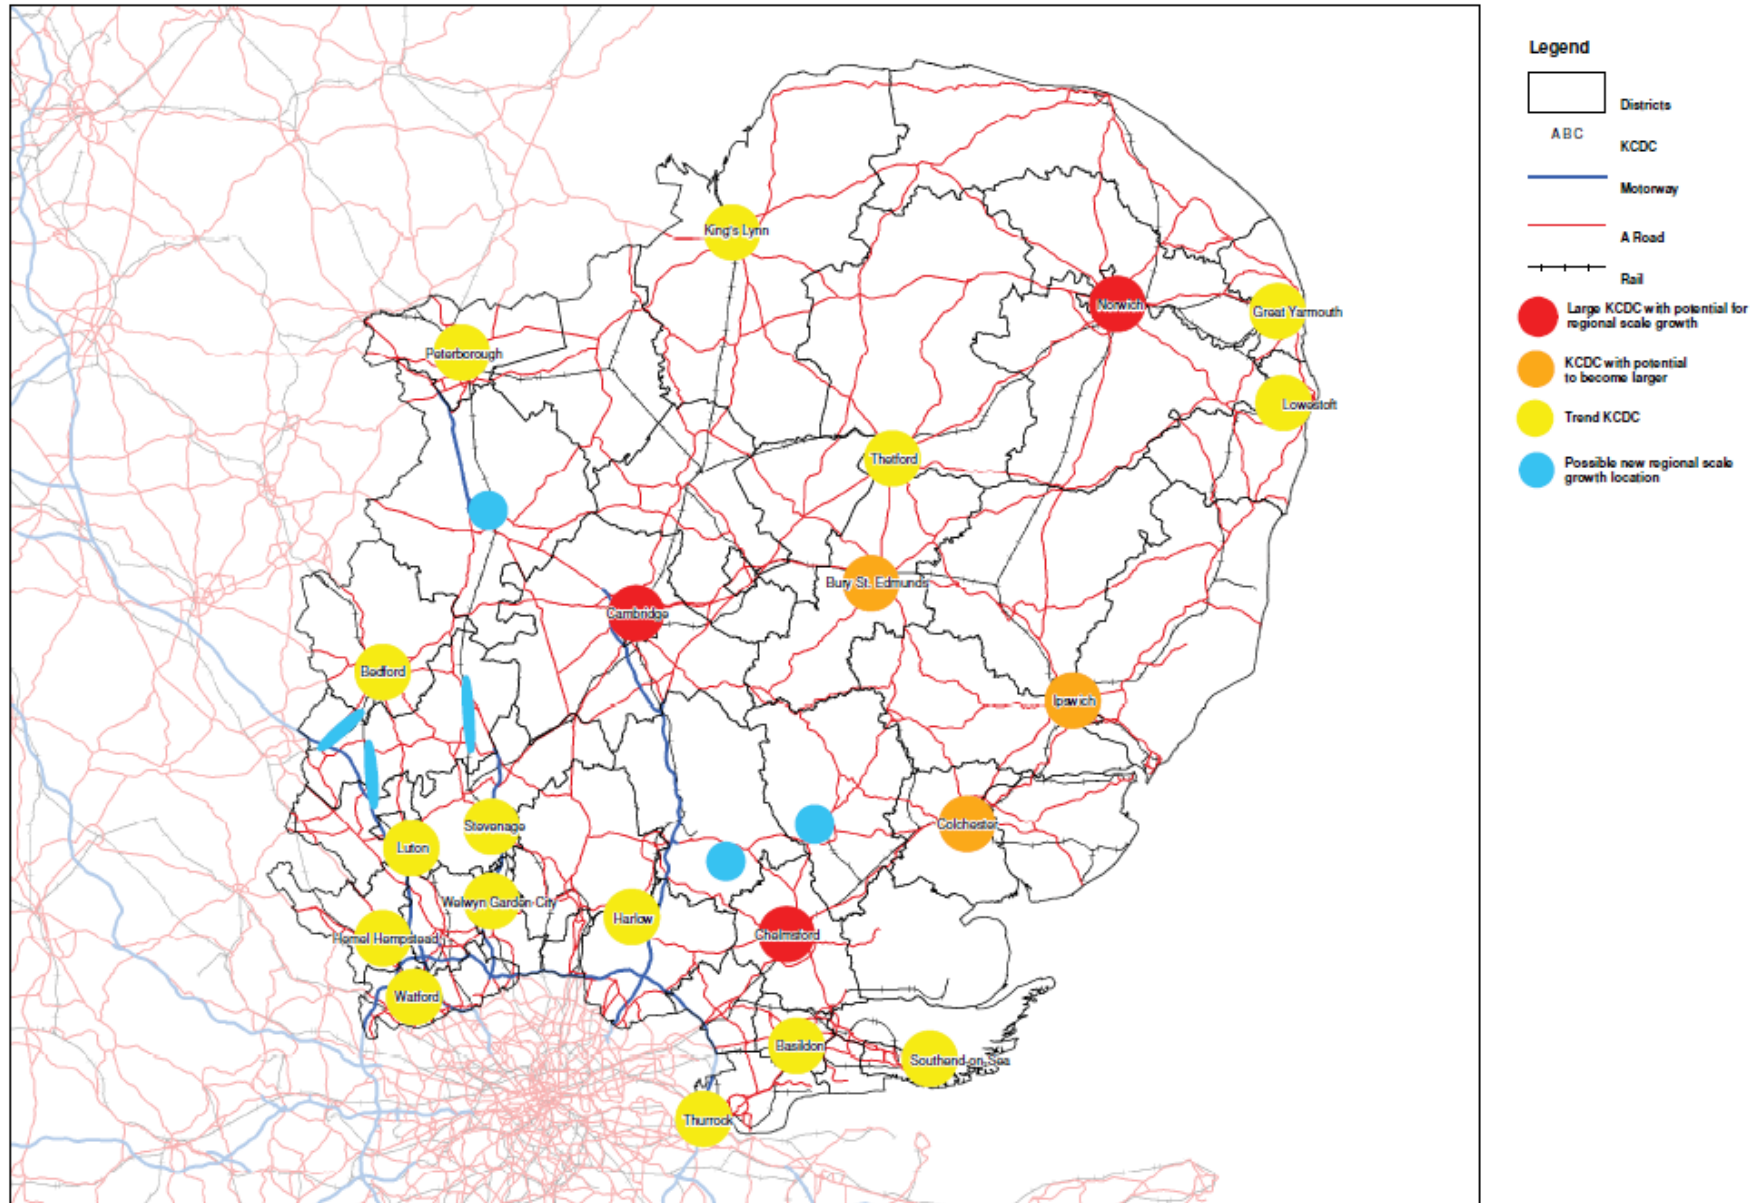 Legend
Districts
ABC
KCDC
Motorway
A Road
Rail
Large KCDC with potential for
regional scale growth
KCDC with potential
to become larger
Trend KCDC
Possible new regional scale
growth location
King's Lynn
Norwich
Great Yarmouth
Peterborough
Lowestoft
Thetford
Bury St. Edmunds
Cambridge
Bedford
Ipswich
Stevenage
Colchester
Luton
Welwyn Garden City
Harlow
Hemel Hempstead
Chelmsford
Watford
Basildon
Southend-on-Sea
Thurrock